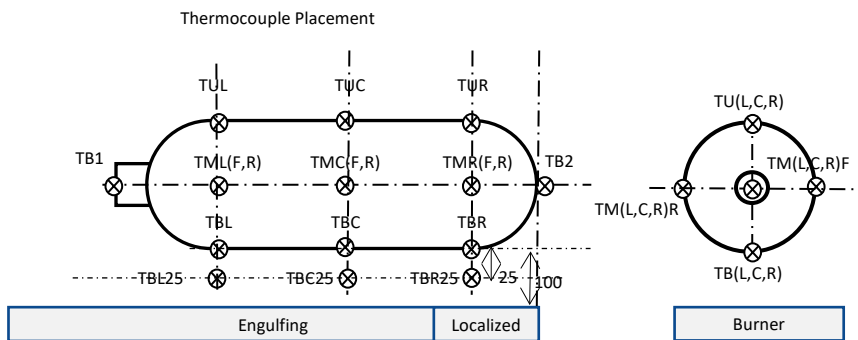 Thermocouple Placement
TUL
TUC
TUR
TU(L,C,R)
TB1
TML(F,R)
TMC(F,R)
TMR(F,R)
TB2
TM(L,C,R)F
TM(L,C,R)R
TBL
TBC
TBR
TB(L,C,R)
TBL25
TBC25
TBR25
25
100
Engulfing
Localized
Burner